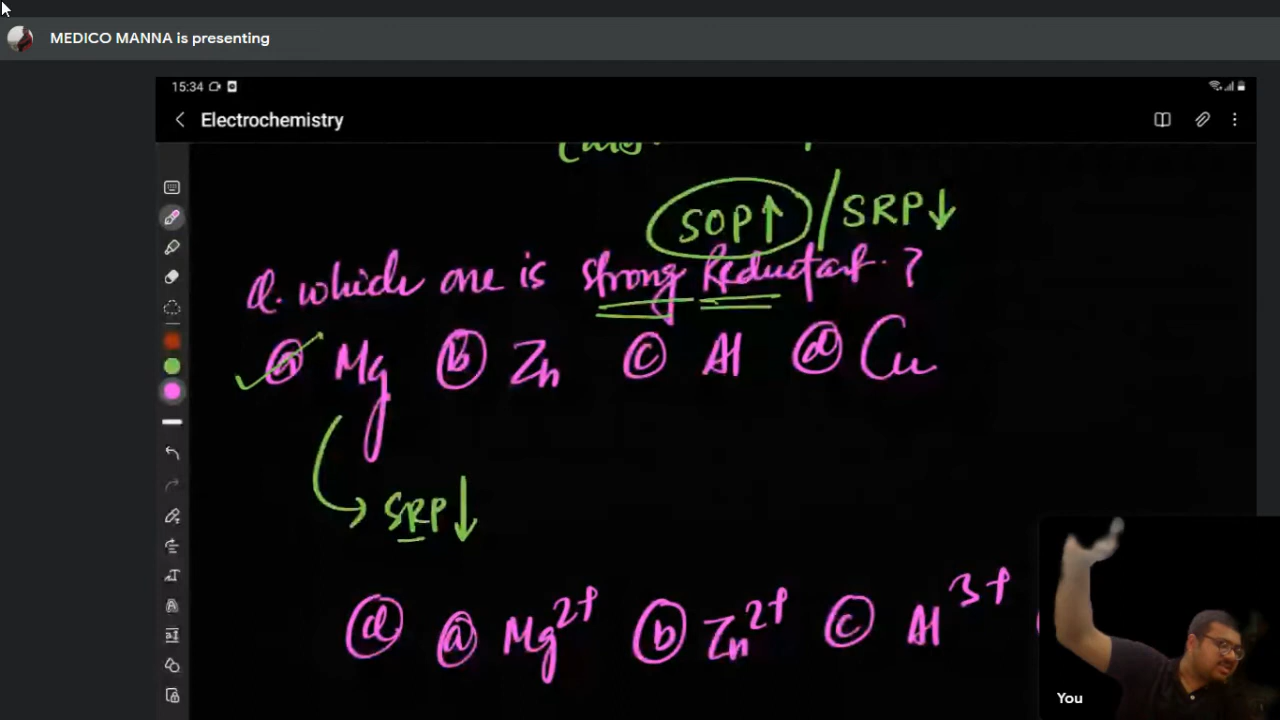 MEDICO MANNA is presenting
15:34
Electrochemistry
SOP↑ / SRP↓
Q. which one is strong Reductant. ?
ⓐ Mg ⓑ Zn ⓒ Al ⓓ Cu
SRP↓
ⓓ ⓐ Mg²⁺ ⓑ Zn²⁺ ⓒ Al³⁺
You